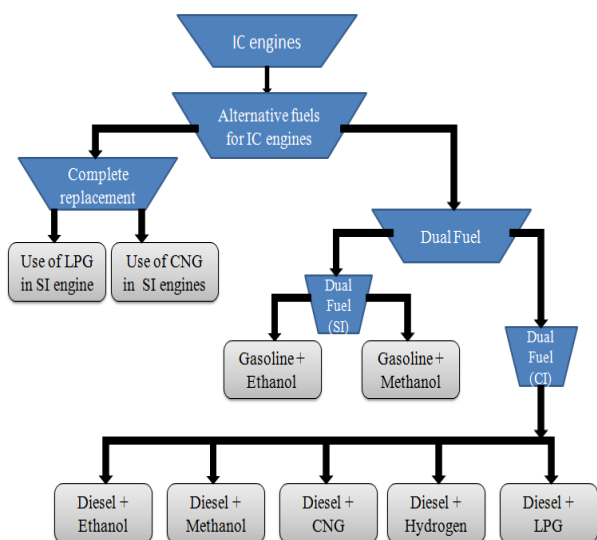 IC engines
Alternative fuels
for IC engines
Complete
replacement
Dual Fuel
Use of LPG
in SI engine
Use of CNG
in SI engines
Dual
Fuel
(SI)
Gasoline +
Ethanol
Gasoline +
Methanol
Dual
Fuel
(CI)
Diesel +
Ethanol
Diesel +
Methanol
Diesel +
CNG
Diesel +
Hydrogen
Diesel +
LPG